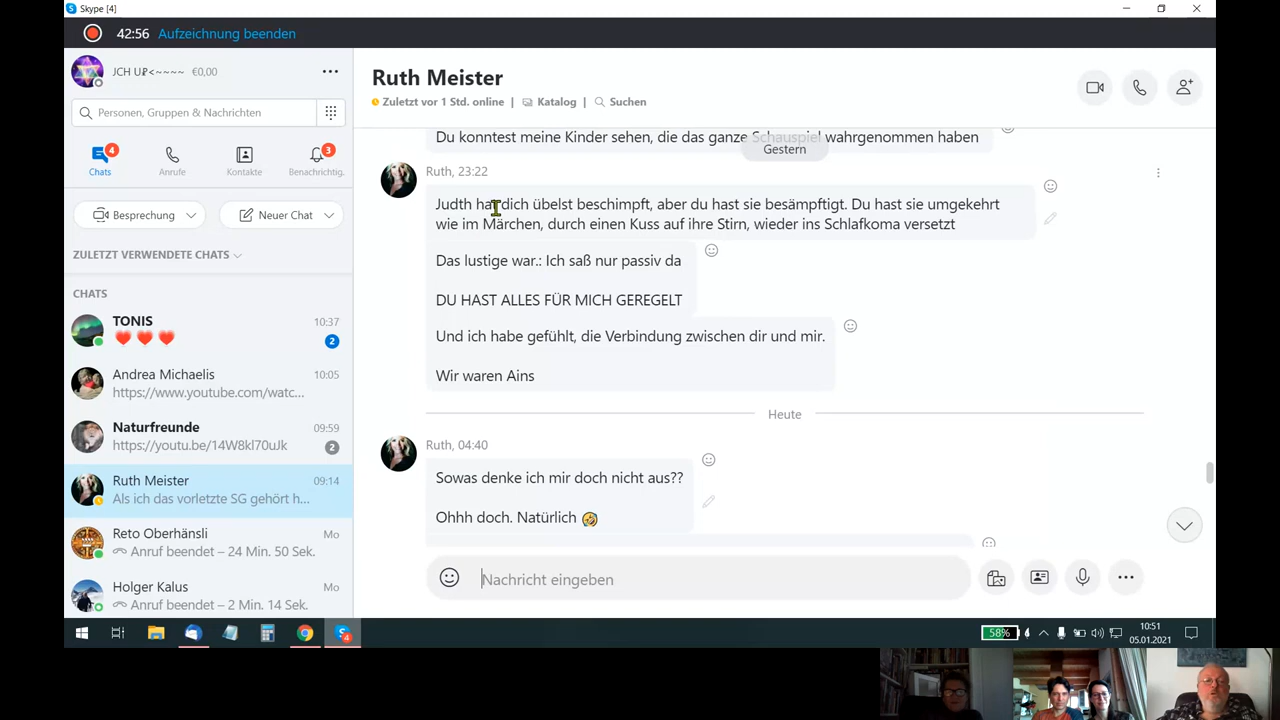 Skype [4]
42:56 Aufzeichnung beenden
€0,00
Personen, Gruppen & Nachrichten
4
3
Chats
Anrufe
Kontakte
Benachrichtig.
Besprechung
Neuer Chat
ZULETZT VERWENDETE CHATS
CHATS
TONIS 10:37
2
Andrea Michaelis 10:05
https://www.youtube.com/watc...
Naturfreunde 09:59
https://youtu.be/14W8kl70uJk 2
Ruth Meister 09:14
Als ich das vorletzte SG gehört h...
Reto Oberhänsli Mo
Anruf beendet – 24 Min. 50 Sek.
Holger Kalus Mo
Anruf beendet – 2 Min. 14 Sek.
Ruth Meister
Zuletzt vor 1 Std. online | Katalog | Suchen
Du konntest meine Kinder sehen, die das ganze Schauspiel wahrgenommen haben
Gestern
Ruth, 23:22
Judth hat dich übelst beschimpft, aber du hast sie besämpftigt. Du hast sie umgekehrt
wie im Märchen, durch einen Kuss auf ihre Stirn, wieder ins Schlafkoma versetzt
Das lustige war.: Ich saß nur passiv da
DU HAST ALLES FÜR MICH GEREGELT
Und ich habe gefühlt, die Verbindung zwischen dir und mir.
Wir waren Ains
Heute
Ruth, 04:40
Sowas denke ich mir doch nicht aus??
Ohhh doch. Natürlich
Nachricht eingeben
58%
4
10:51
05.01.2021